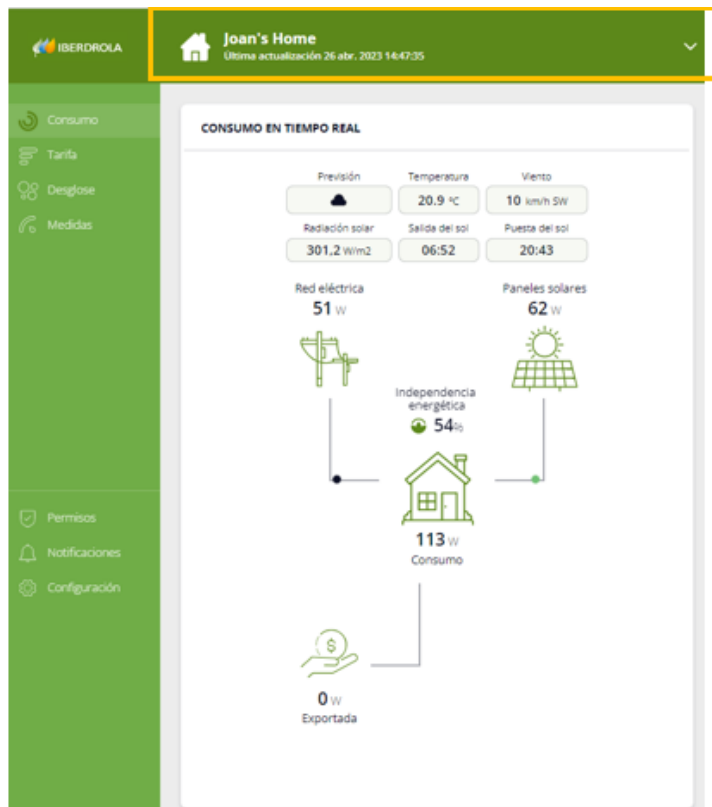 IBERDROLA
Joan's Home
Última actualización 26 abr. 2023 14:47:35
Consumo
Tarifa
Desglose
Medidas
Permisos
Notificaciones
Configuración
CONSUMO EN TIEMPO REAL
Previsión Temperatura Viento
20.9 ºC 10 km/h SW
Radiación solar Salida del sol Puesta del sol
301,2 W/m2 06:52 20:43
Red eléctrica Paneles solares
51 W 62 W
Independencia
energética
54%
113 W
Consumo
$
0 W
Exportada